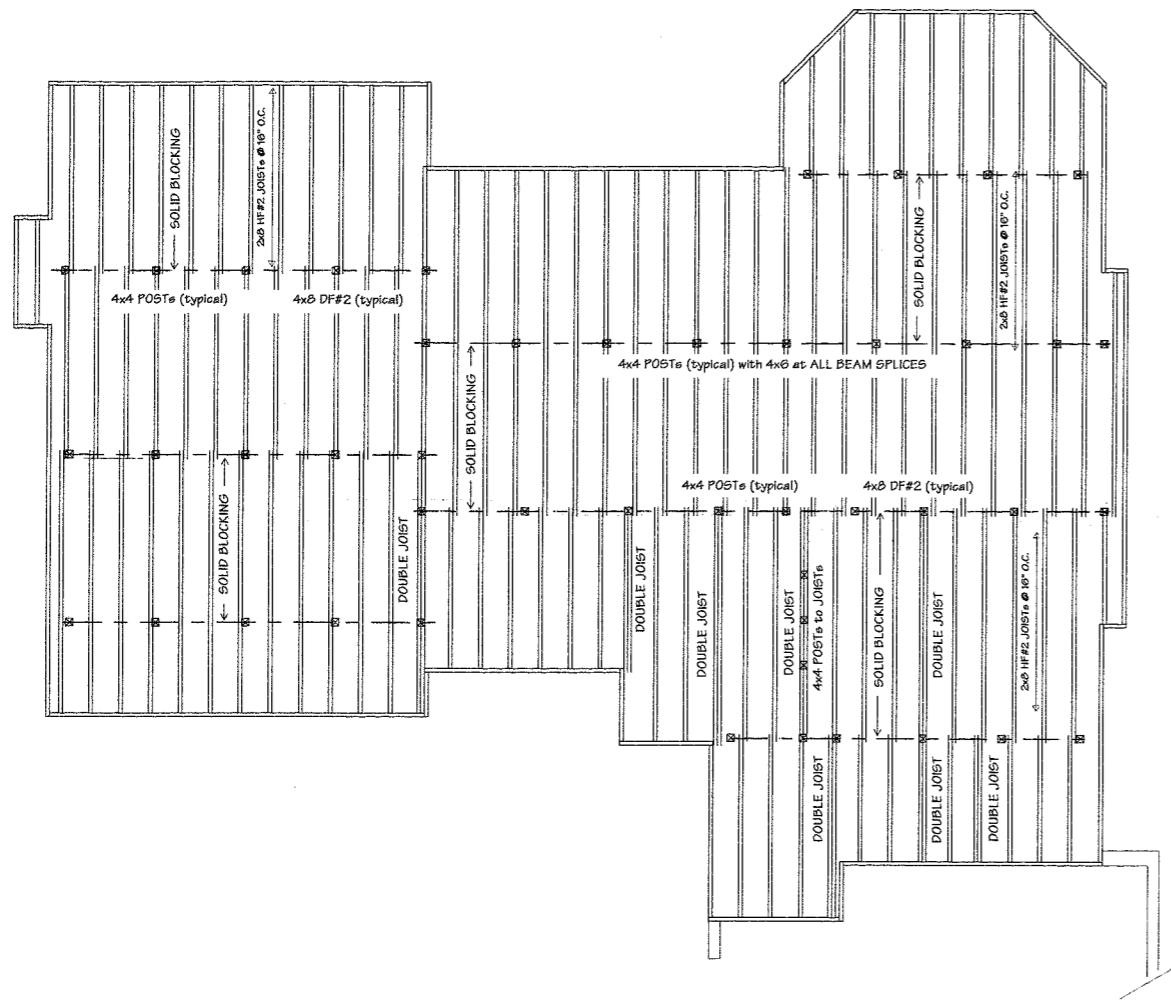 SOLID BLOCKING
2x8 HF#2 JOISTs @ 16" O.C.
4x4 POSTs (typical)
4x8 DF#2 (typical)
SOLID BLOCKING
2x8 HF#2 JOISTs @ 16" O.C.
4x4 POSTs (typical) with 4x6 at ALL BEAM SPLICES
SOLID BLOCKING
4x4 POSTs (typical)
4x8 DF#2 (typical)
SOLID BLOCKING
DOUBLE JOIST
DOUBLE JOIST
DOUBLE JOIST
DOUBLE JOIST
4x4 POSTs to JOISTs
SOLID BLOCKING
DOUBLE JOIST
2x8 HF#2 JOISTs @ 16" O.C.
DOUBLE JOIST
DOUBLE JOIST
DOUBLE JOIST